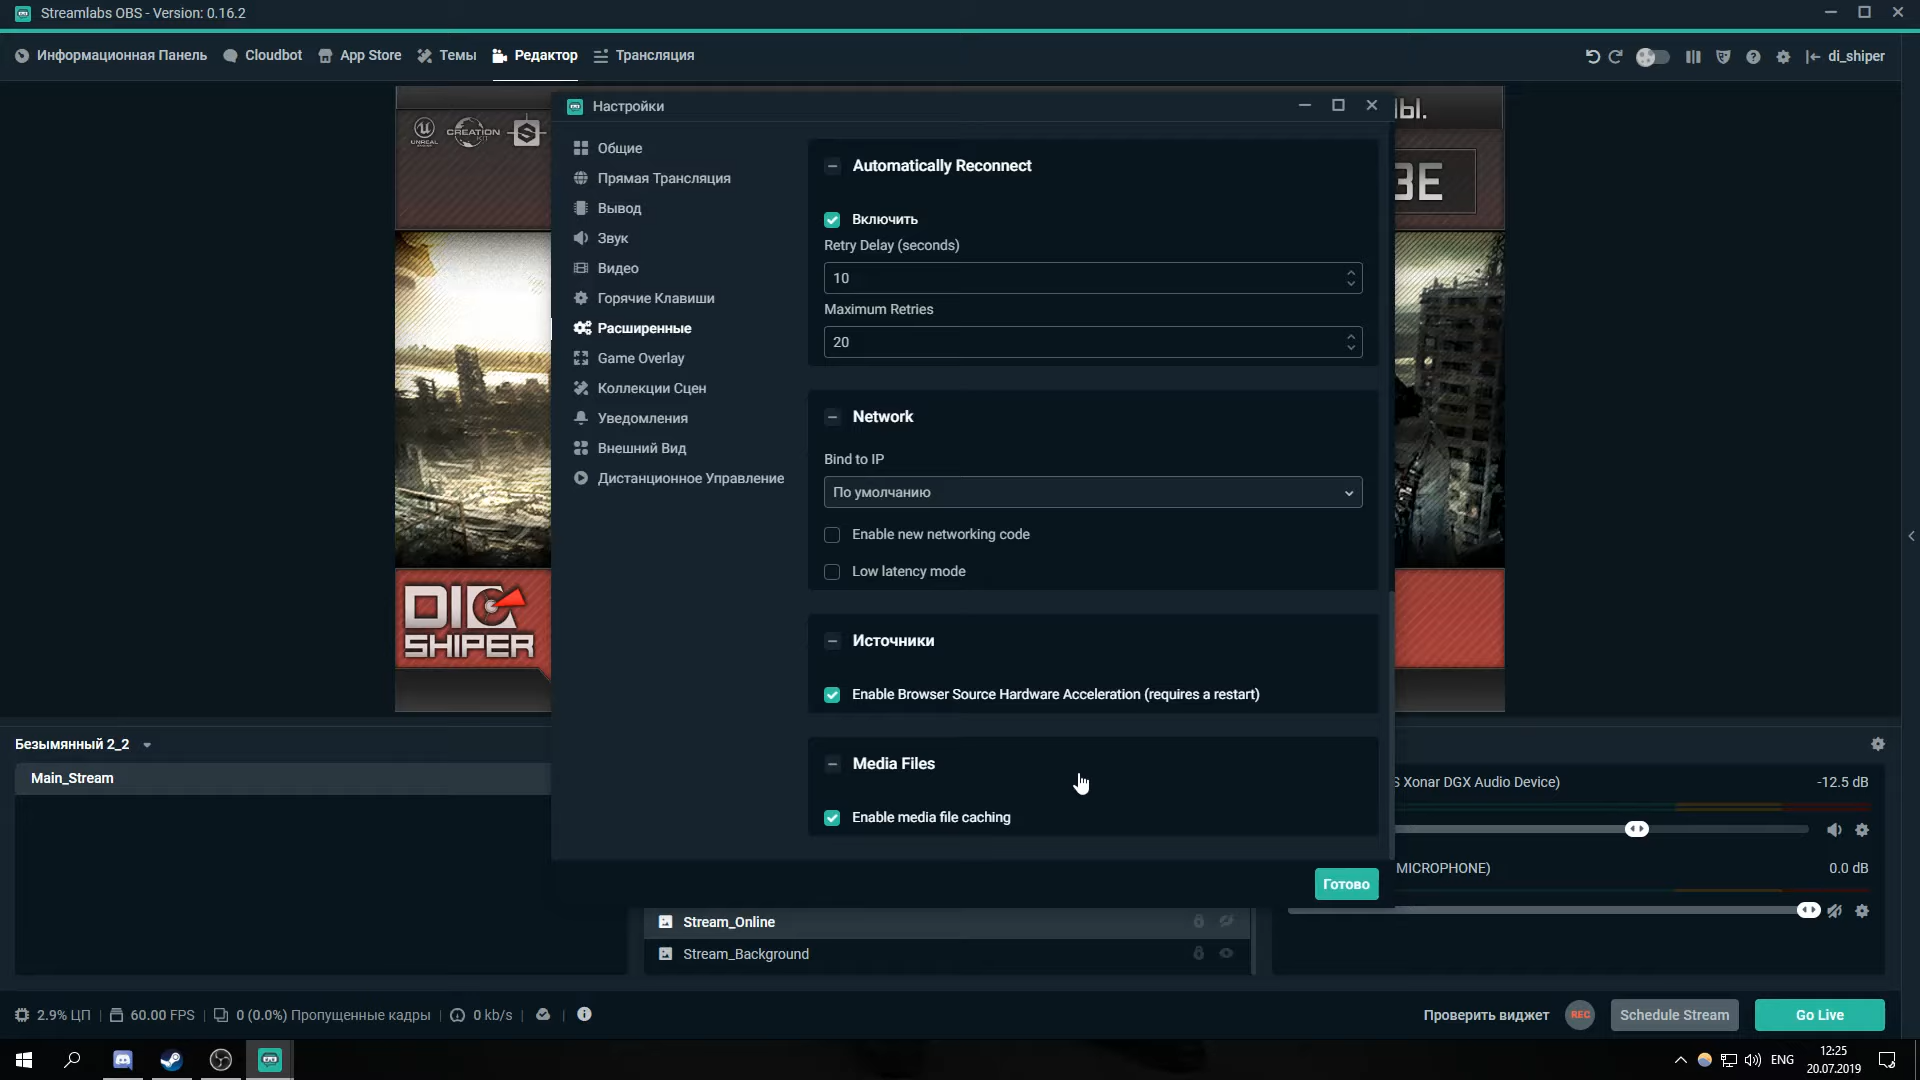 Streamlabs OBS - Version: 0.16.2
Информационная Панель
Cloudbot
App Store
Темы
Редактор
Трансляция
di_shiper
UNREAL
CREATION
KIT
ЗЕ
DIC
SHIPER
Настройки
Общие
Прямая Трансляция
Вывод
Звук
Видео
Горячие Клавиши
Расширенные
Game Overlay
Коллекции Сцен
Уведомления
Внешний Вид
Дистанционное Управление
Automatically Reconnect
Включить
Retry Delay (seconds)
10
Maximum Retries
20
Network
Bind to IP
По умолчанию
Enable new networking code
Low latency mode
Источники
Enable Browser Source Hardware Acceleration (requires a restart)
Media Files
Enable media file caching
Готово
Безымянный 2_2
Main_Stream
Stream_Online
Stream_Background
S Xonar DGX Audio Device)
-12.5 dB
MICROPHONE)
0.0 dB
2.9% ЦП
60.00 FPS
0 (0.0%) Пропущенные кадры
0 kb/s
Проверить виджет
REC
Schedule Stream
Go Live
ENG
12:25
20.07.2019